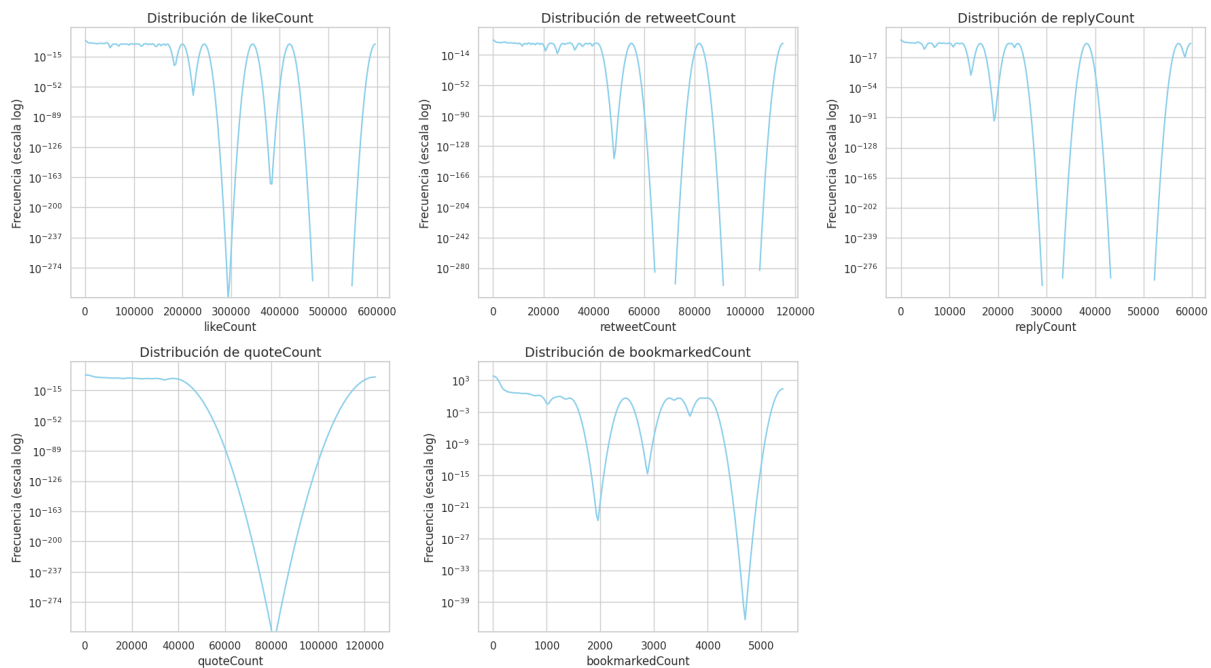 Distribución de likeCount
Frecuencia (escala log)
10⁻¹⁵
10⁻⁵²
10⁻⁸⁹
10⁻¹²⁶
10⁻¹⁶³
10⁻²⁰⁰
10⁻²³⁷
10⁻²⁷⁴
0 100000 200000 300000 400000 500000 600000
likeCount
Distribución de retweetCount
Frecuencia (escala log)
10⁻¹⁴
10⁻⁵²
10⁻⁹⁰
10⁻¹²⁸
10⁻¹⁶⁶
10⁻²⁰⁴
10⁻²⁴²
10⁻²⁸⁰
0 20000 40000 60000 80000 100000 120000
retweetCount
Distribución de replyCount
Frecuencia (escala log)
10⁻¹⁷
10⁻⁵⁴
10⁻⁹¹
10⁻¹²⁸
10⁻¹⁶⁵
10⁻²⁰²
10⁻²³⁹
10⁻²⁷⁶
0 10000 20000 30000 40000 50000 60000
replyCount
Distribución de quoteCount
Frecuencia (escala log)
10⁻¹⁵
10⁻⁵²
10⁻⁸⁹
10⁻¹²⁶
10⁻¹⁶³
10⁻²⁰⁰
10⁻²³⁷
10⁻²⁷⁴
0 20000 40000 60000 80000 100000 120000
quoteCount
Distribución de bookmarkedCount
Frecuencia (escala log)
10³
10⁻³
10⁻⁹
10⁻¹⁵
10⁻²¹
10⁻²⁷
10⁻³³
10⁻³⁹
0 1000 2000 3000 4000 5000
bookmarkedCount